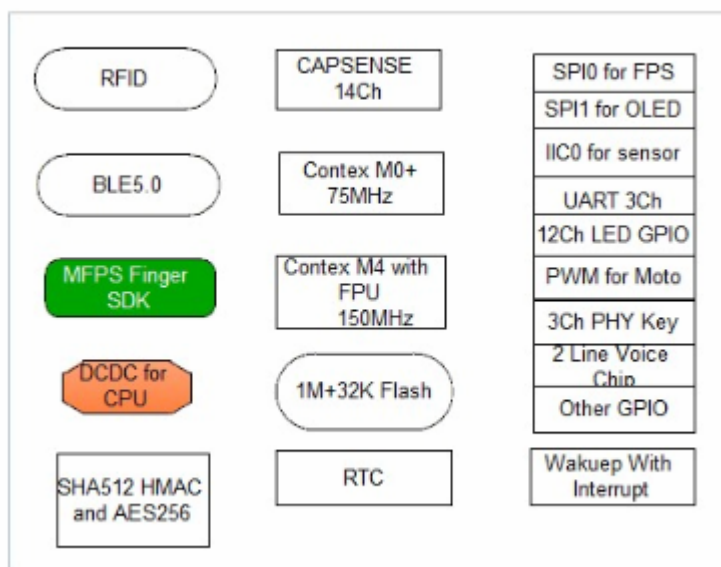 RFID
BLE5.0
MFPS Finger
SDK
DCDC for
CPU
SHA512 HMAC
and AES256
CAPSENSE
14Ch
Contex M0+
75MHz
Contex M4 with
FPU
150MHz
1M+32K Flash
RTC
SPI0 for FPS
SPI1 for OLED
IIC0 for sensor
UART 3Ch
12Ch LED GPIO
PWM for Moto
3Ch PHY Key
2 Line Voice
Chip
Other GPIO
Wakuep With
Interrupt